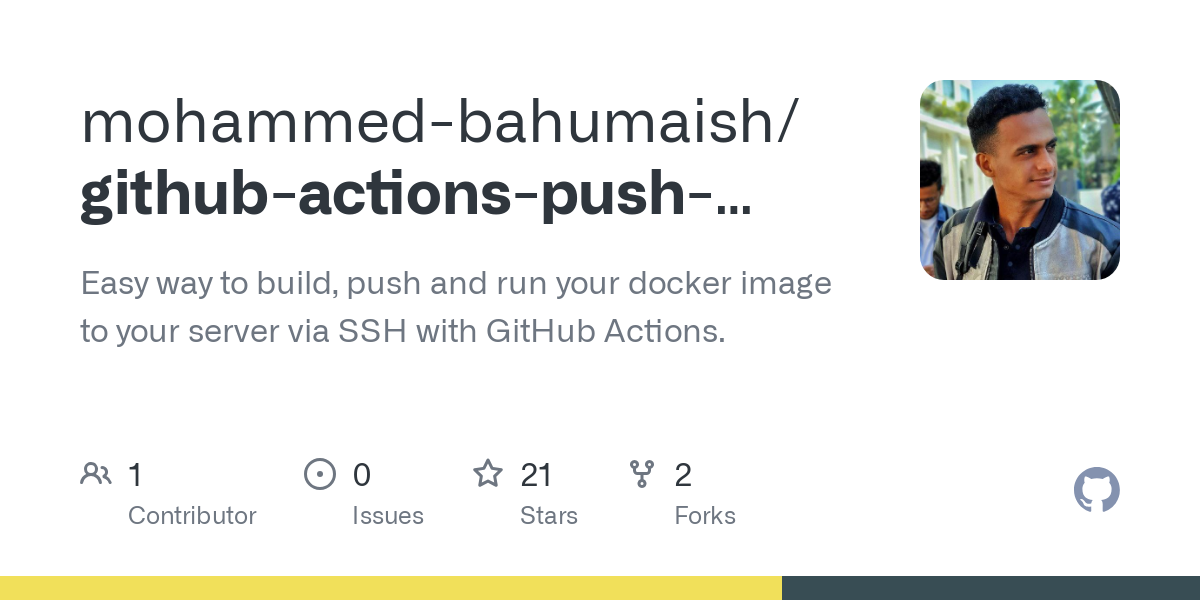 mohammed-bahumaish/
github-actions-push-...
Easy way to build, push and run your docker image
to your server via SSH with GitHub Actions.
1
Contributor
0
Issues
21
Stars
2
Forks